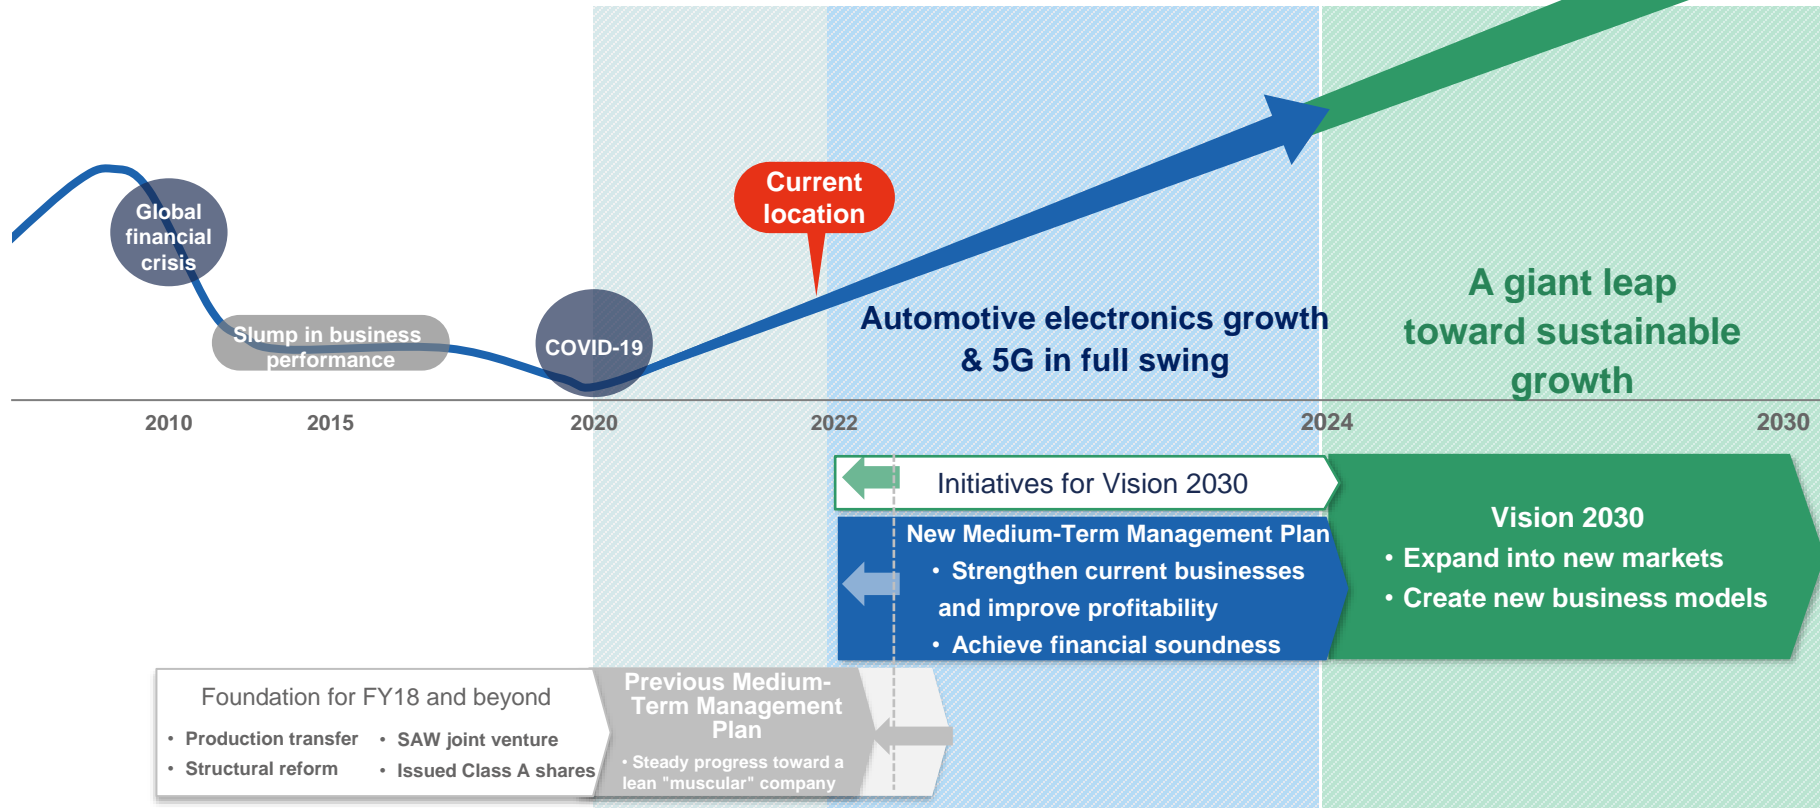 Global
financial
crisis
Slump in business
performance
COVID-19
Current
location
Automotive electronics growth
& 5G in full swing
A giant leap
toward sustainable
growth
2010
2015
2020
2022
2024
2030
Initiatives for Vision 2030
New Medium-Term Management Plan
• Strengthen current businesses
and improve profitability
• Achieve financial soundness
Vision 2030
• Expand into new markets
• Create new business models
Foundation for FY18 and beyond
• Production transfer
• Structural reform
• SAW joint venture
• Issued Class A shares
Previous Medium-
Term Management
Plan
• Steady progress toward a
lean "muscular" company